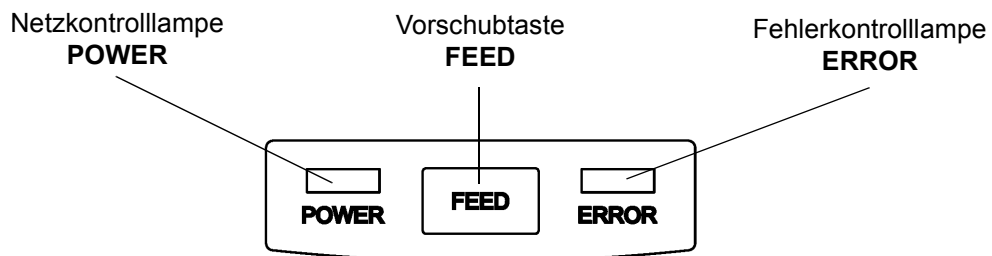 Netzkontrolllampe
POWER
Vorschubtaste
FEED
Fehlerkontrolllampe
ERROR
POWER
FEED
ERROR